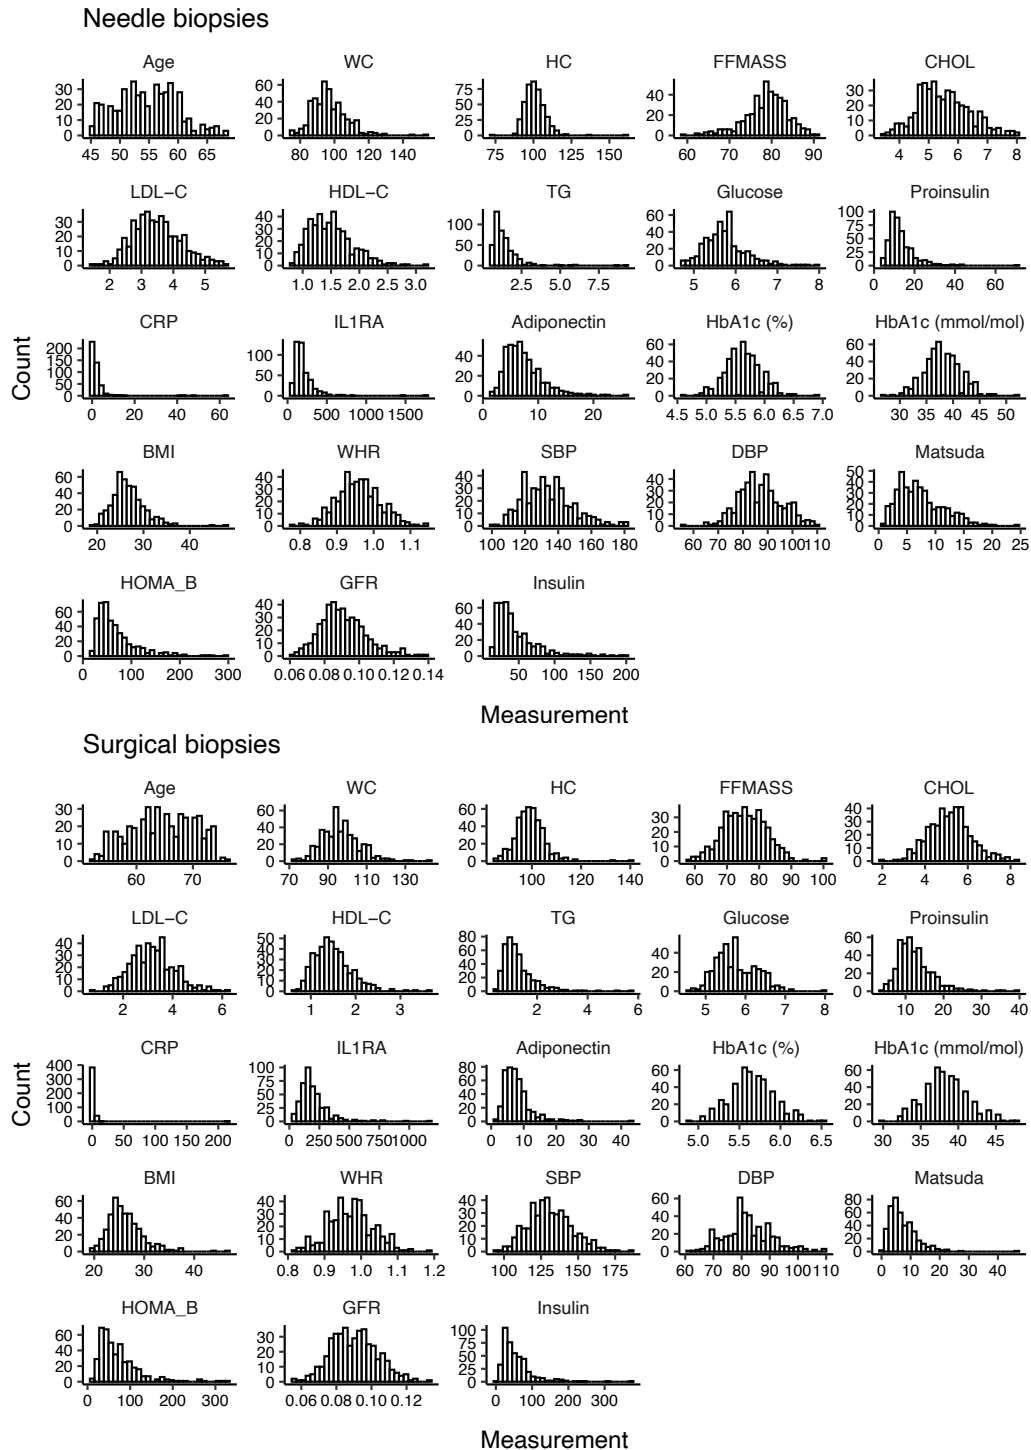 Needle biopsies
Age WC HC FFMASS CHOL
30 20 10 0 60 40 20 0 75 50 25 0 40 20 0 30 20 10 0
45 50 55 60 65 80 100 120 140 75 100 125 150 60 70 80 90 4 5 6 7 8
LDL−C HDL−C TG Glucose Proinsulin
30 20 10 0 40 30 20 10 0 100 50 0 60 40 20 0 100 75 50 25 0
2 3 4 5 1.0 1.5 2.0 2.5 3.0 2.5 5.0 7.5 5 6 7 8 0 20 40 60
CRP IL1RA Adiponectin HbA1c (%) HbA1c (mmol/mol)
200 150 100 50 0 100 50 0 40 20 0 60 40 20 0 60 40 20 0
0 20 40 60 0 500 1000 1500 0 10 20 4.5 5.0 5.5 6.0 6.5 7.0 30 35 40 45 50
Count
BMI WHR SBP DBP Matsuda
60 40 20 0 40 30 20 10 0 40 30 20 10 0 40 30 20 10 0 50 40 30 20 10 0
20 30 40 0.8 0.9 1.0 1.1 100 120 140 160 180 60 70 80 90 100 110 0 5 10 15 20 25
HOMA_B GFR Insulin
60 40 20 0 40 30 20 10 0 60 40 20 0
0 100 200 300 0.06 0.08 0.10 0.12 0.14 50 100 150 200
Measurement
Surgical biopsies
Age WC HC FFMASS CHOL
30 20 10 0 60 40 20 0 60 40 20 0 30 20 10 0 40 30 20 10 0
60 70 70 90 110 130 100 120 140 60 70 80 90 100 2 4 6 8
LDL−C HDL−C TG Glucose Proinsulin
40 30 20 10 0 50 40 30 20 10 0 80 60 40 20 0 40 20 0 60 40 20 0
2 4 6 1 2 3 2 4 6 5 6 7 8 10 20 30 40
CRP IL1RA Adiponectin HbA1c (%) HbA1c (mmol/mol)
400 300 200 100 0 100 75 50 25 0 80 60 40 20 0 60 40 20 0 60 40 20 0
0 50 100 150 200 0 250 500 750 1000 0 10 20 30 40 5.0 5.5 6.0 6.5 30 35 40 45
Count
BMI WHR SBP DBP Matsuda
60 40 20 0 40 30 20 10 0 40 30 20 10 0 60 40 20 0 80 60 40 20 0
20 30 40 0.8 0.9 1.0 1.1 1.2 100 125 150 175 60 70 80 90 100 110 0 10 20 30 40
HOMA_B GFR Insulin
60 40 20 0 30 20 10 0 100 75 50 25 0
0 100 200 300 0.06 0.08 0.10 0.12 0 100 200 300
Measurement